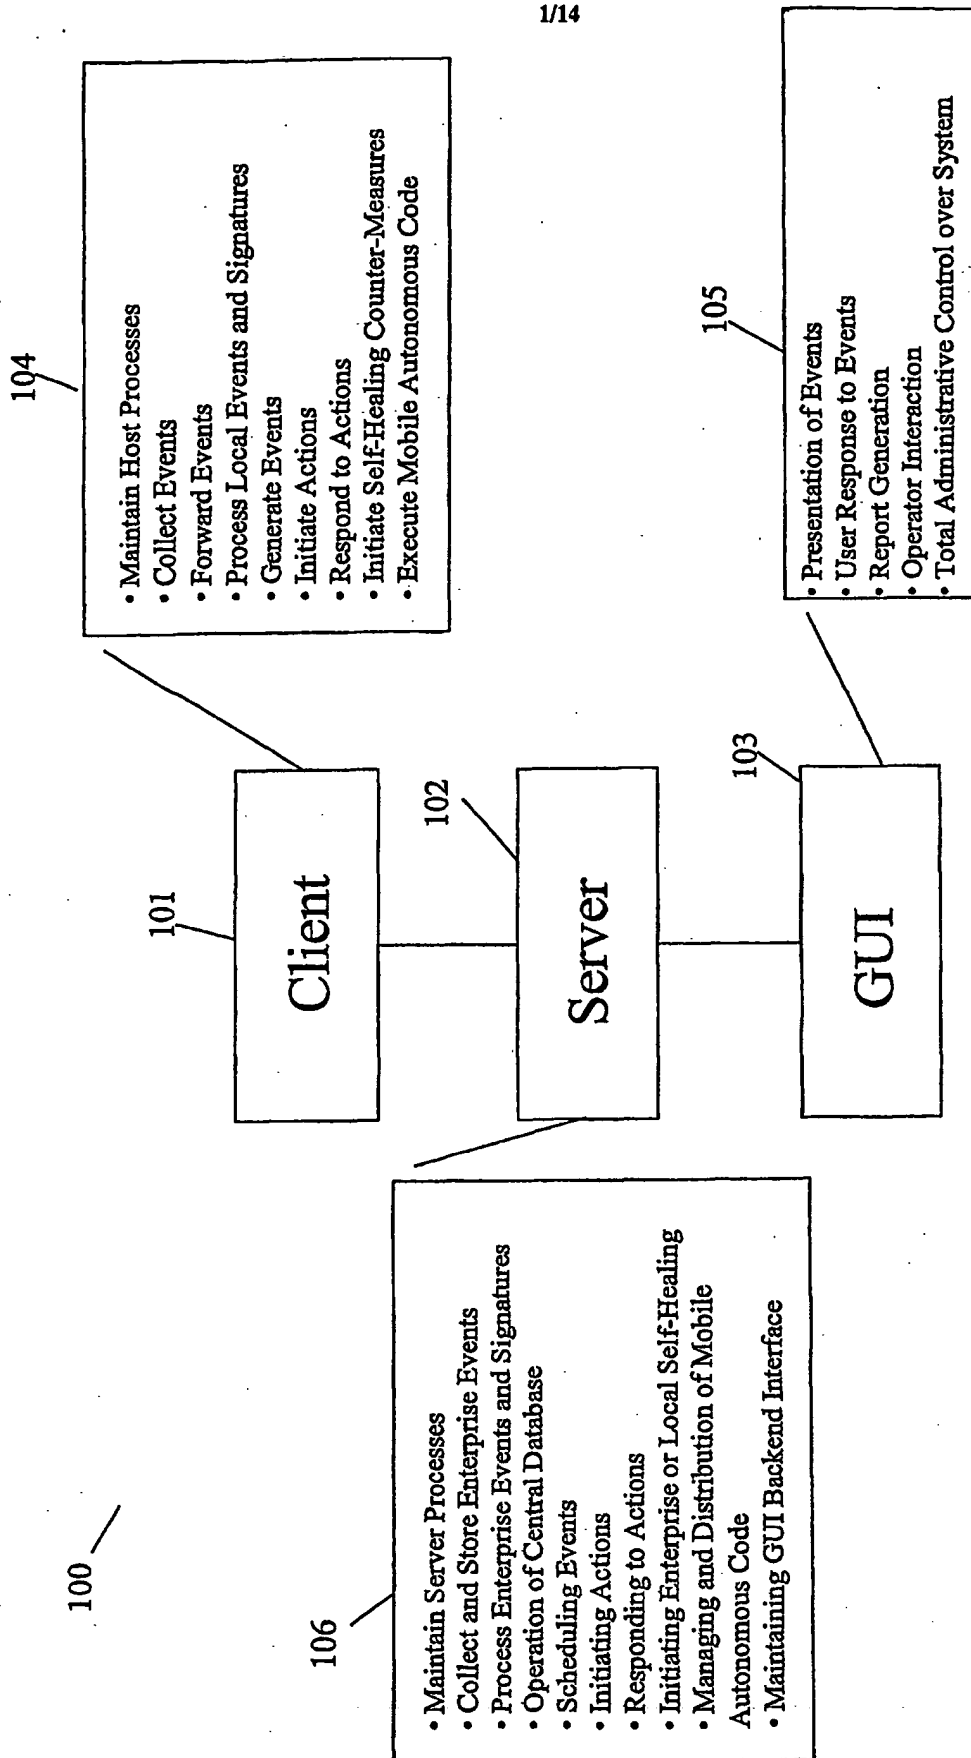 1/14
100
104
• Maintain Host Processes
• Collect Events
• Forward Events
• Process Local Events and Signatures
• Generate Events
• Initiate Actions
• Respond to Actions
• Initiate Self-Healing Counter-Measures
• Execute Mobile Autonomous Code
101
Client
102
Server
103
GUI
106
• Maintain Server Processes
• Collect and Store Enterprise Events
• Process Enterprise Events and Signatures
• Operation of Central Database
• Scheduling Events
• Initiating Actions
• Responding to Actions
• Initiating Enterprise or Local Self-Healing
• Managing and Distribution of Mobile
Autonomous Code
• Maintaining GUI Backend Interface
105
• Presentation of Events
• User Response to Events
• Report Generation
• Operator Interaction
• Total Administrative Control over System